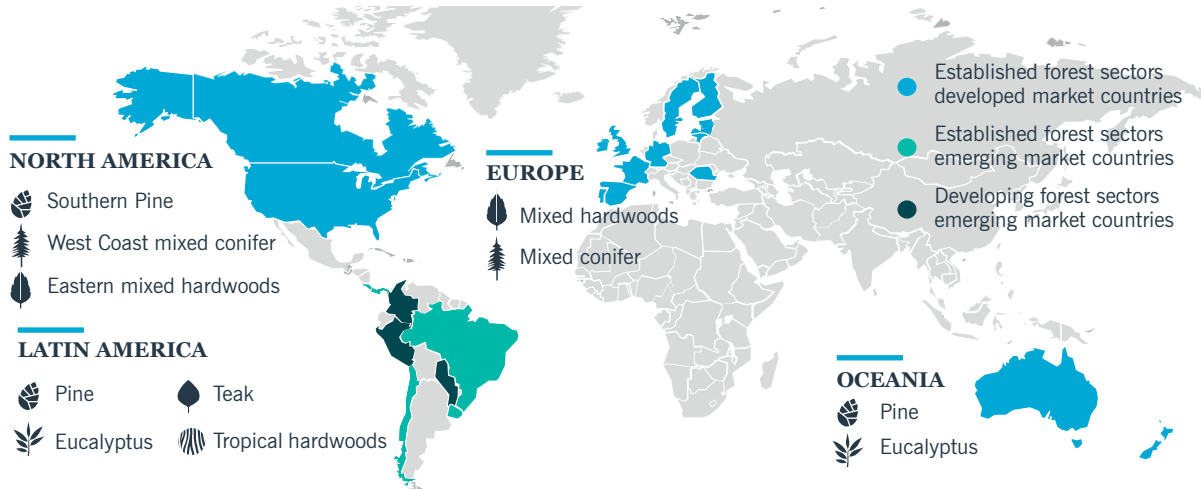 NORTH AMERICA
Southern Pine
West Coast mixed conifer
Eastern mixed hardwoods
LATIN AMERICA
Pine
Teak
Eucalyptus
Tropical hardwoods
EUROPE
Mixed hardwoods
Mixed conifer
Established forest sectors
developed market countries
Established forest sectors
emerging market countries
Developing forest sectors
emerging market countries
OCEANIA
Pine
Eucalyptus